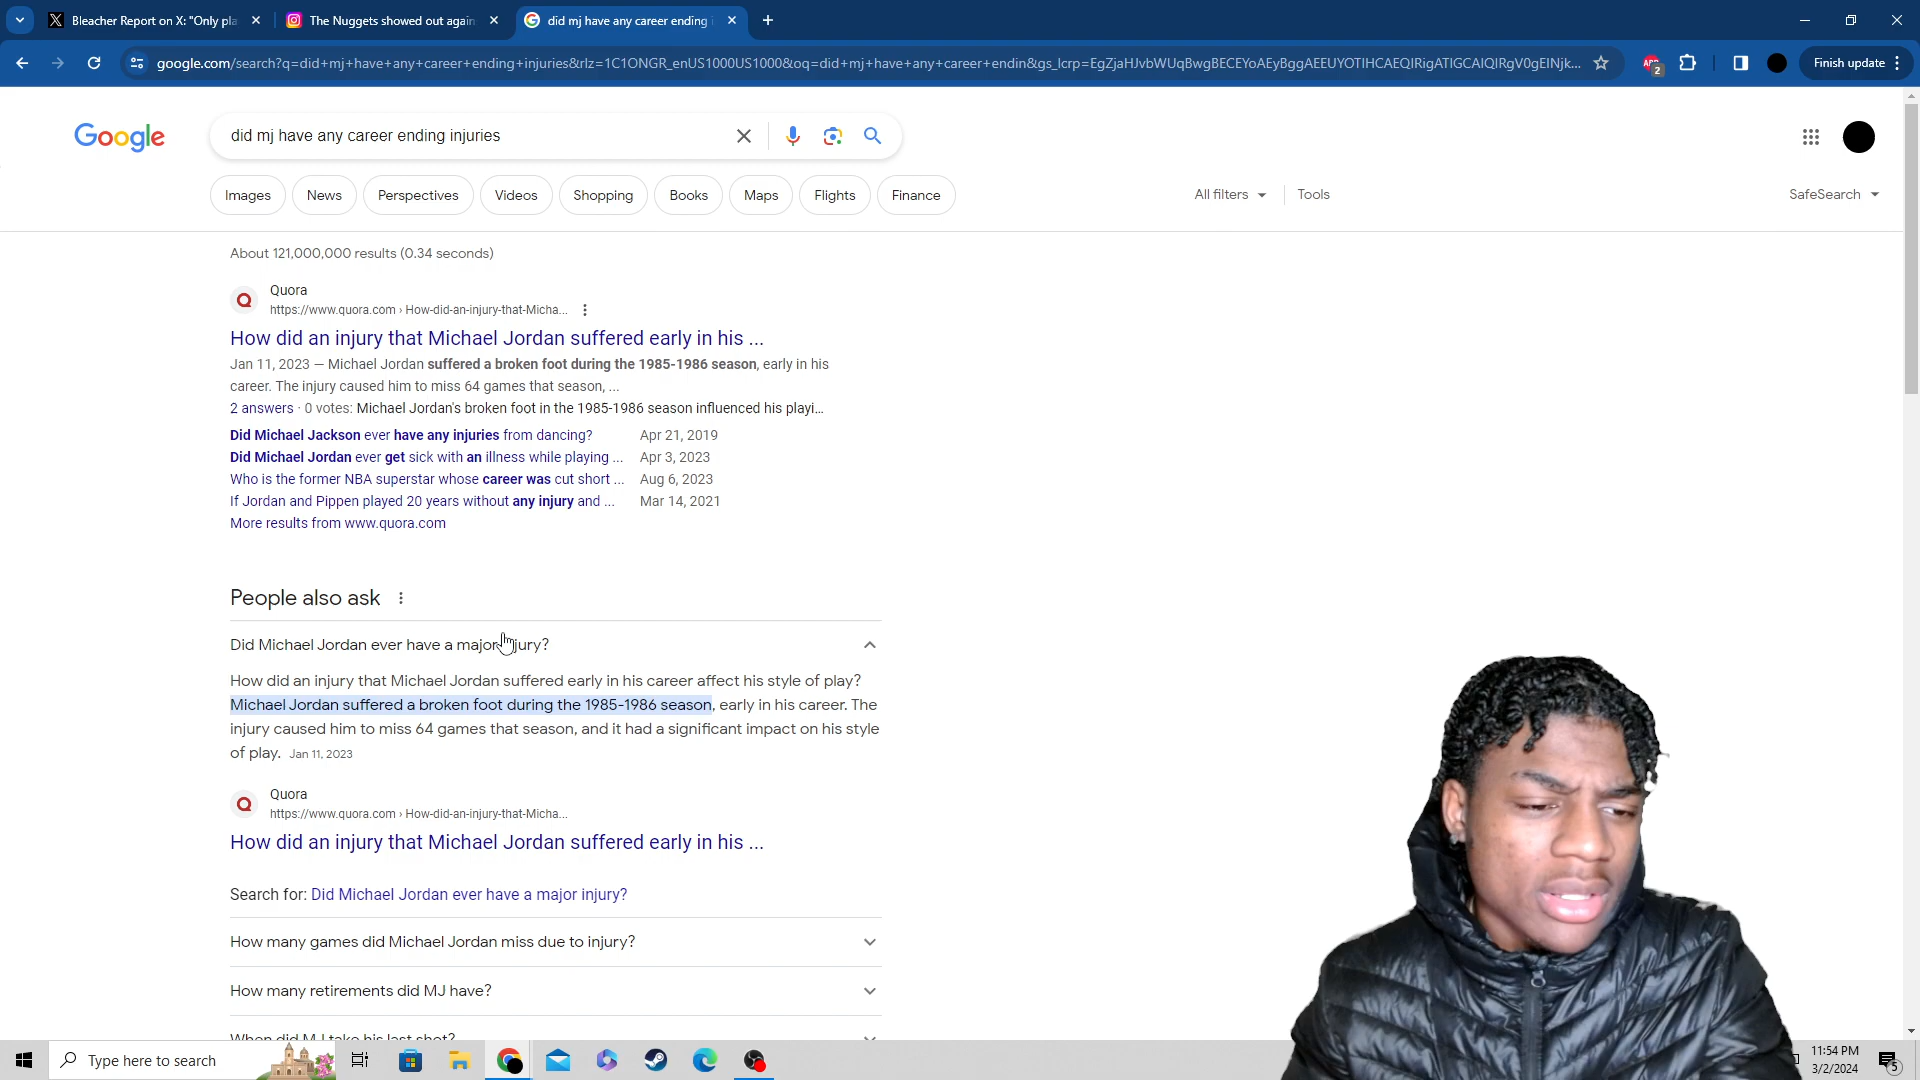 Bleacher Report on X: "Only pla
The Nuggets showed out again
did mj have any career ending i
google.com/search?q=did+mj+have+any+career+ending+injuries&rlz=1C1ONGR_enUS1000US1000&oq=did+mj+have+any+career+endin&gs_lcrp=EgZjaHJvbWUqBwgBECEYoAEyBggAEEUYOTIHCAEQIRigATIGCAIQIRgV0gEINjk...
2
Finish update
Google
did mj have any career ending injuries
Images
News
Perspectives
Videos
Shopping
Books
Maps
Flights
Finance
All filters
Tools
SafeSearch
About 121,000,000 results (0.34 seconds)
Quora
https://www.quora.com › How-did-an-injury-that-Micha...
How did an injury that Michael Jordan suffered early in his ...
Jan 11, 2023 — Michael Jordan suffered a broken foot during the 1985-1986 season, early in his
career. The injury caused him to miss 64 games that season, ...
2 answers · 0 votes: Michael Jordan's broken foot in the 1985-1986 season influenced his playi...
Did Michael Jackson ever have any injuries from dancing? Apr 21, 2019
Did Michael Jordan ever get sick with an illness while playing ... Apr 3, 2023
Who is the former NBA superstar whose career was cut short ... Aug 6, 2023
If Jordan and Pippen played 20 years without any injury and ... Mar 14, 2021
More results from www.quora.com
People also ask
Did Michael Jordan ever have a major injury?
How did an injury that Michael Jordan suffered early in his career affect his style of play?
Michael Jordan suffered a broken foot during the 1985-1986 season, early in his career. The
injury caused him to miss 64 games that season, and it had a significant impact on his style
of play. Jan 11, 2023
Quora
https://www.quora.com › How-did-an-injury-that-Micha...
How did an injury that Michael Jordan suffered early in his ...
Search for: Did Michael Jordan ever have a major injury?
How many games did Michael Jordan miss due to injury?
How many retirements did MJ have?
When did MJ take his last shot?
Type here to search
11:54 PM
3/2/2024
5